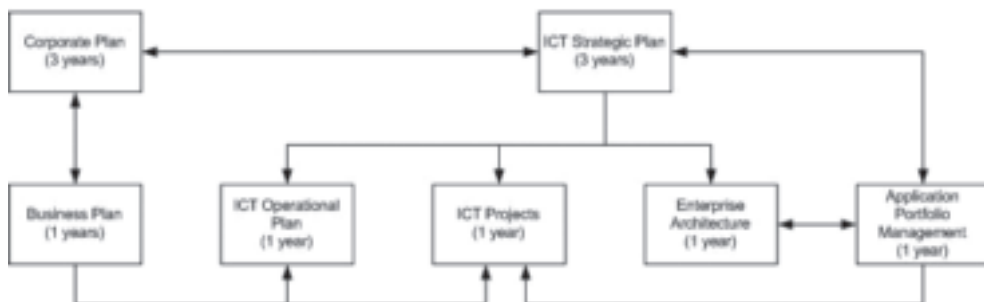 Corporate Plan
(3 years)
ICT Strategic Plan
(3 years)
Business Plan
(1 years)
ICT Operational
Plan
(1 year)
ICT Projects
(1 year)
Enterprise
Architecture
(1 year)
Application
Portfolio
Management
(1 year)